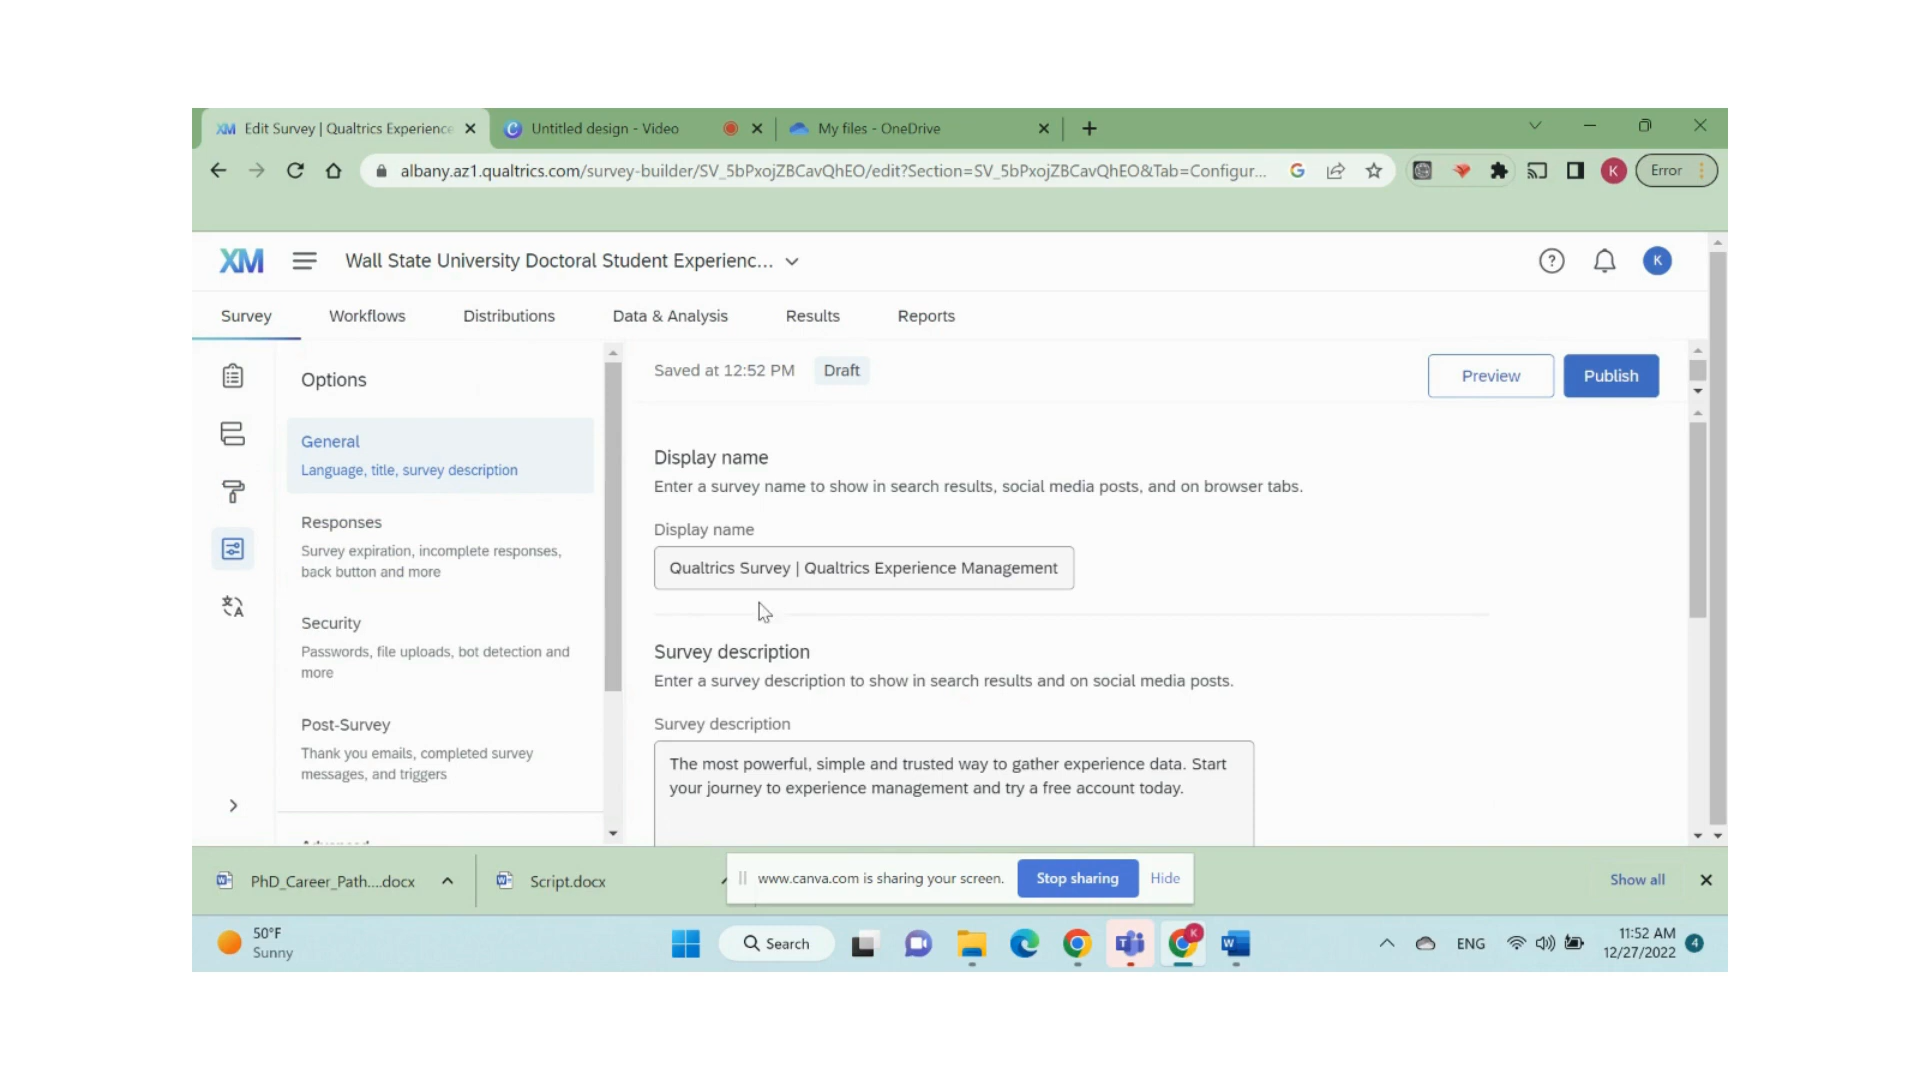 Edit Survey | Qualtrics Experience
Untitled design - Video
My files - OneDrive
albany.az1.qualtrics.com/survey-builder/SV_5bPxojZBCavQhEO/edit?Section=SV_5bPxojZBCavQhEO&Tab=Configur...
K
Error
XM
Wall State University Doctoral Student Experienc...
K
Survey
Workflows
Distributions
Data & Analysis
Results
Reports
Options
Saved at 12:52 PM
Draft
Preview
Publish
General
Language, title, survey description
Responses
Survey expiration, incomplete responses,
back button and more
Security
Passwords, file uploads, bot detection and
more
Post-Survey
Thank you emails, completed survey
messages, and triggers
Display name
Enter a survey name to show in search results, social media posts, and on browser tabs.
Display name
Qualtrics Survey | Qualtrics Experience Management
Survey description
Enter a survey description to show in search results and on social media posts.
Survey description
The most powerful, simple and trusted way to gather experience data. Start
your journey to experience management and try a free account today.
PhD_Career_Path....docx
Script.docx
www.canva.com is sharing your screen.
Stop sharing
Hide
Show all
50°F
Sunny
Search
ENG
11:52 AM
12/27/2022
4